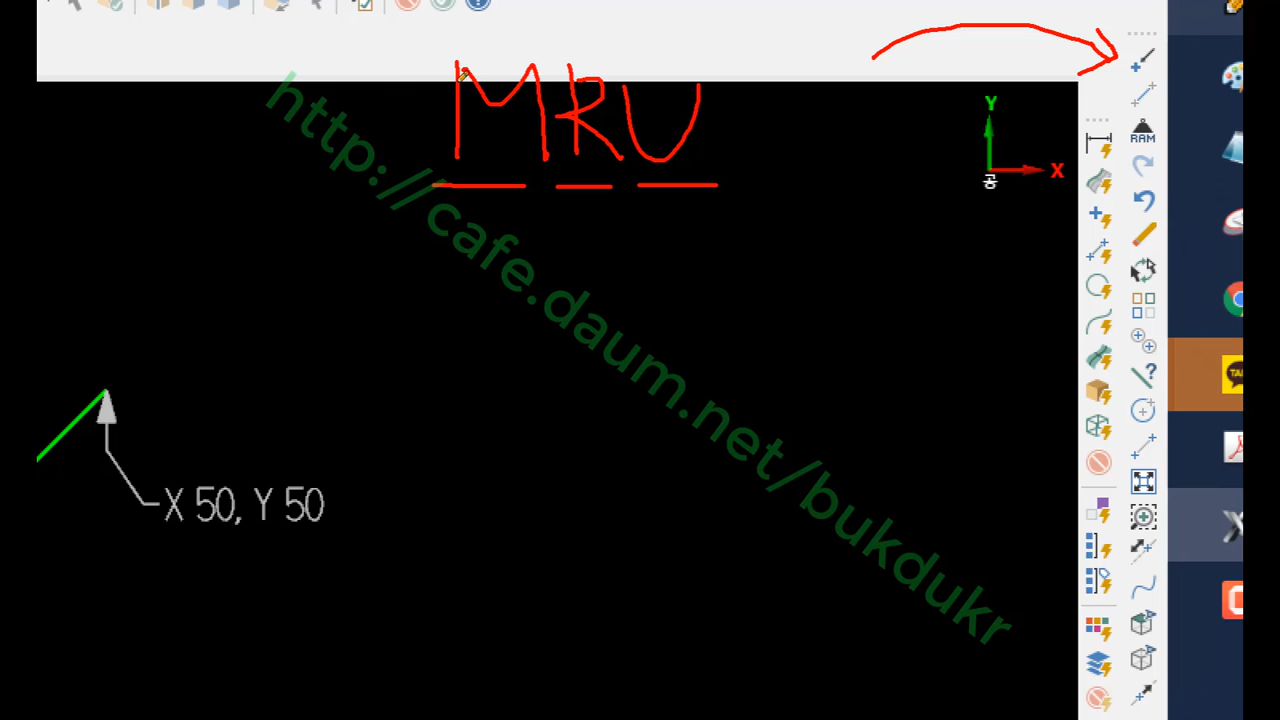 MRU
http://cafe.daum.net/bukdukr
Y
X
공
RAM
X 50, Y 50